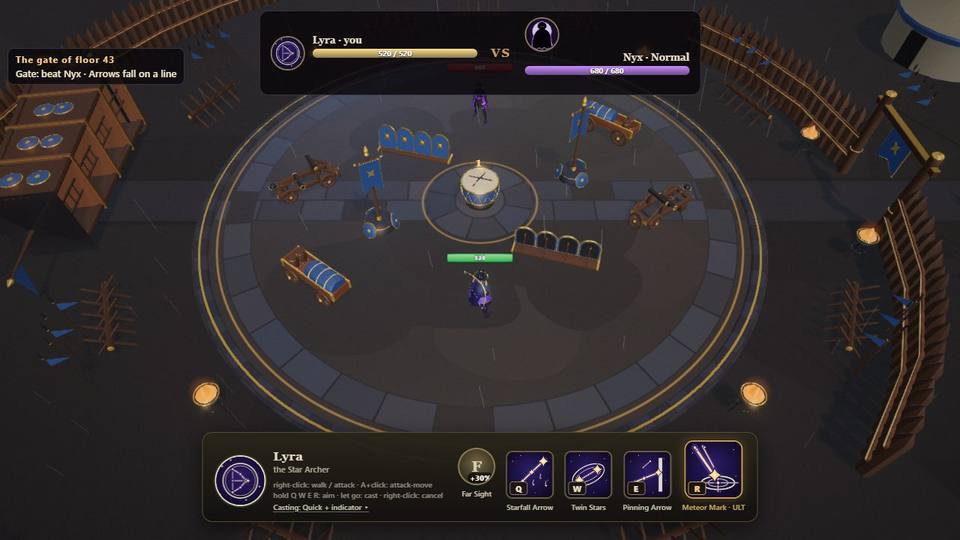 The gate of floor 43
Gate: beat Nyx · Arrows fall on a line
Lyra · you
520 / 520
VS
Nyx · Normal
680 / 680
1
520
Lyra
the Star Archer
right-click: walk / attack · A+click: attack-move
hold Q W E R: aim · let go: cast · right-click: cancel
Casting: Quick + indicator
F
+30%
Far Sight
Q
Starfall Arrow
W
Twin Stars
E
Pinning Arrow
R
Meteor Mark · ULT